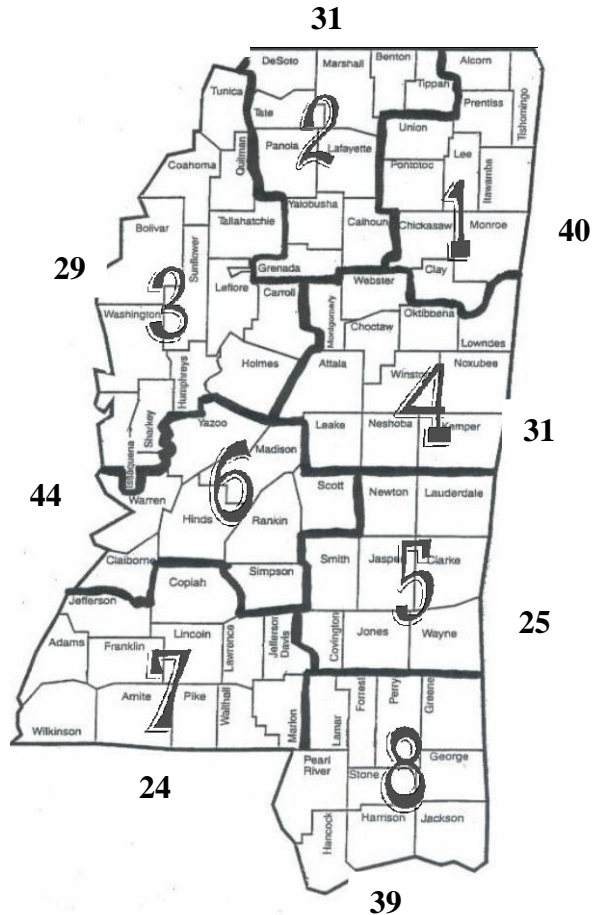 31
DeSoto
Marshall
Benton
Tippah
Alcorn
Tishomingo
Prentiss
Tunica
Tate
2
Union
Lee
Itawamba
Panola
Lafayette
Pontotoc
Quitman
Coahoma
1
Yalobusha
Calhoun
Chickasaw
Monroe
40
Tallahatchie
Bolivar
Sunflower
29
3
Grenada
Clay
Webster
Leflore
Carroll
Montgomery
Oktibbena
Washington
Choctaw
Lowndes
Holmes
Humphreys
Attala
Winston
Noxubee
4
Sharkey
Issaquena
Yazoo
Leake
Neshoba
Kemper
31
Madison
6
44
Warren
Scott
Newton
Lauderdale
Hinds
Rankin
Claiborne
Simpson
Smith
Jasper
5
Clarke
Copiah
Jefferson
25
Adams
Franklin
Lincoln
Lawrence
Jefferson
Davis
Covington
Jones
Wayne
7
Wilkinson
Amite
Pike
Walthall
Marion
Lamar
Forrest
Perry
Greene
Pearl
River
8
George
Stone
24
Hancock
Harrison
Jackson
39